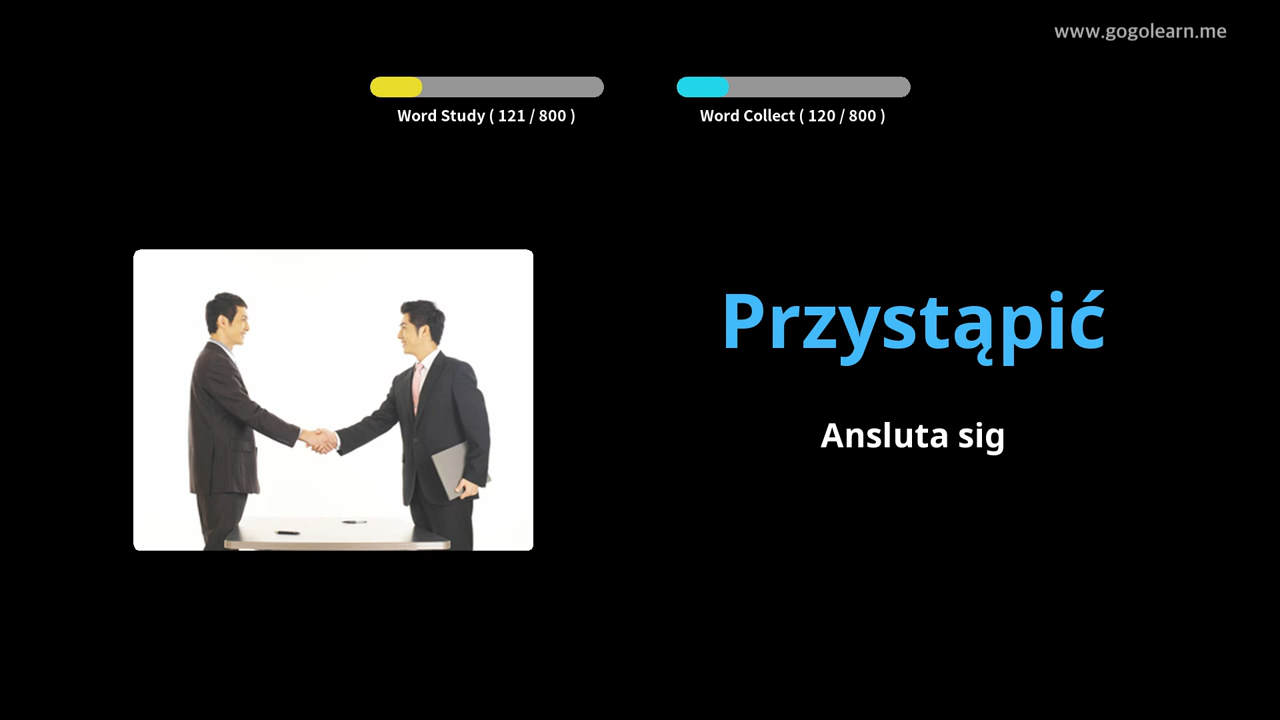 www.gogolearn.me
Word Study ( 121 / 800 )
Word Collect ( 120 / 800 )
Przystąpić
Ansluta sig